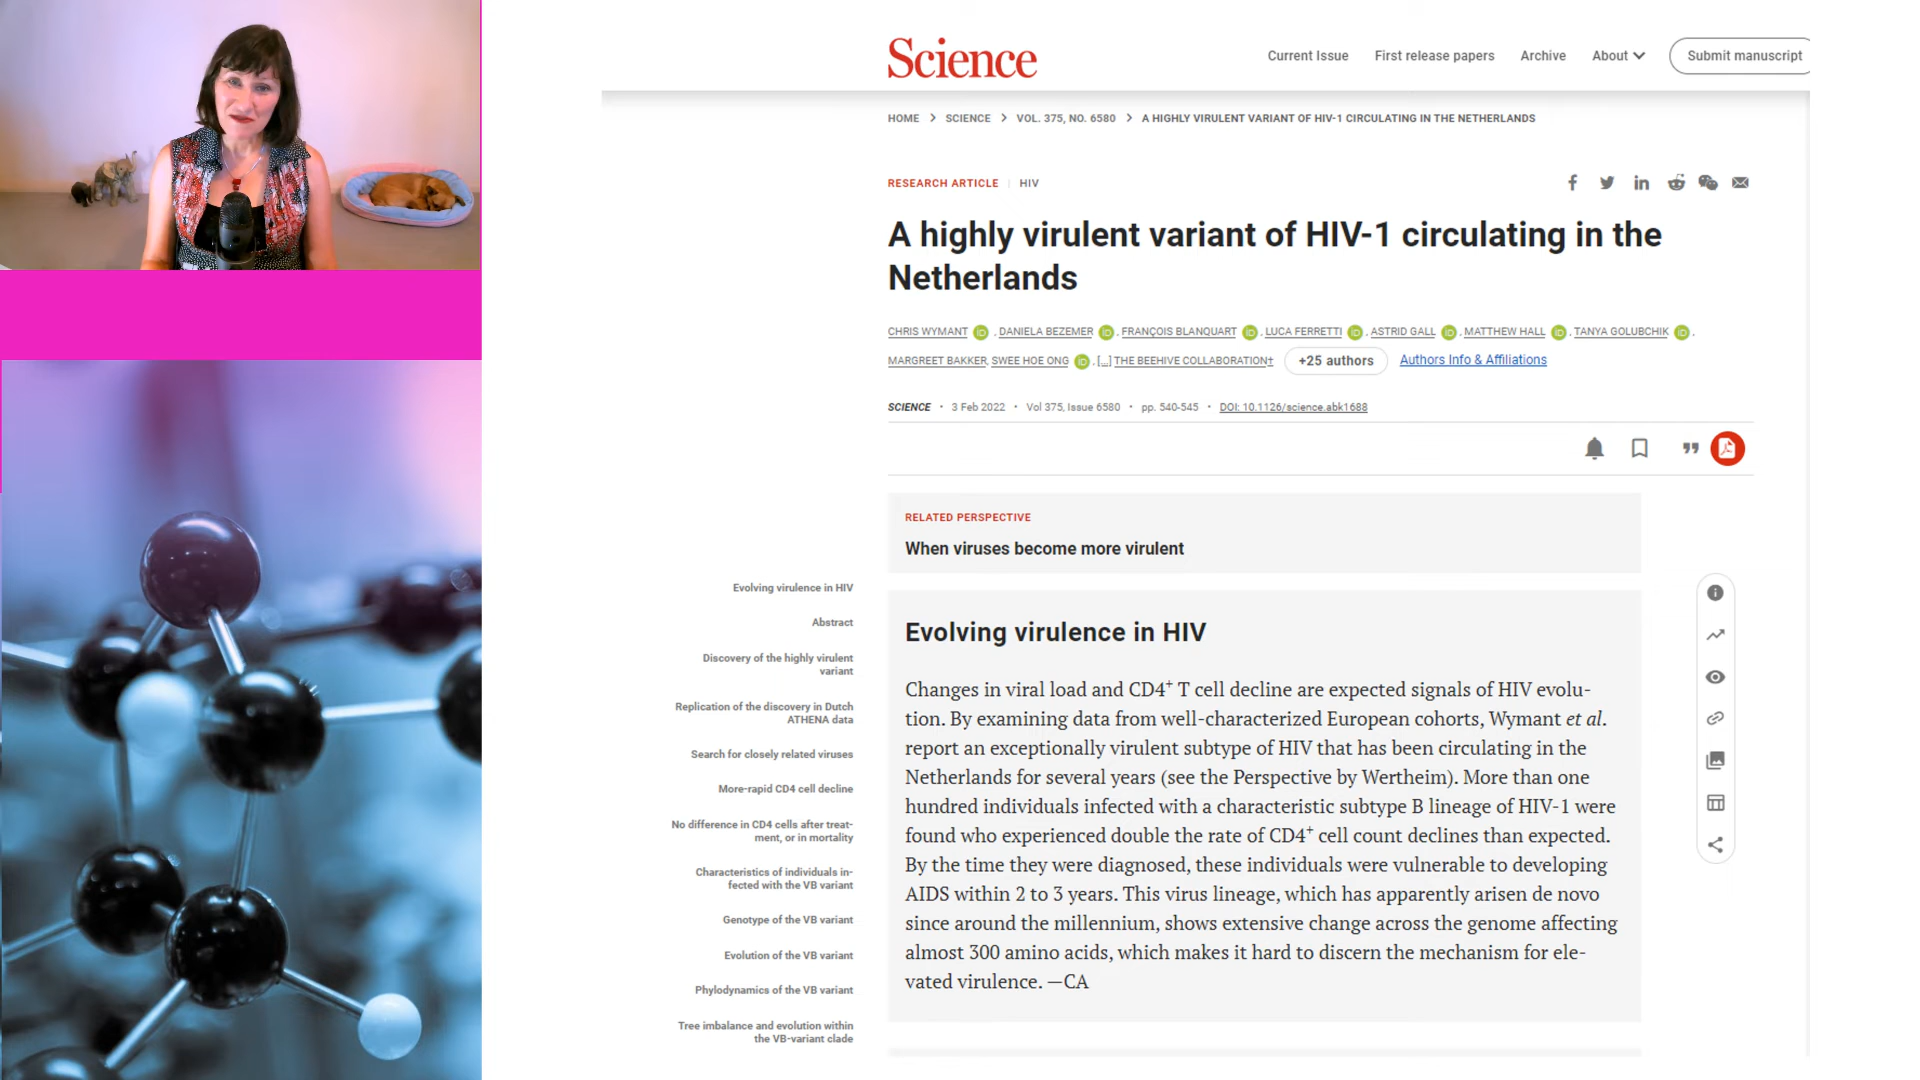 Science
Current Issue First release papers Archive About Submit manuscript
HOME > SCIENCE > VOL. 375, NO. 6580 > A HIGHLY VIRULENT VARIANT OF HIV-1 CIRCULATING IN THE NETHERLANDS
RESEARCH ARTICLE | HIV
A highly virulent variant of HIV-1 circulating in the
Netherlands
CHRIS WYMANT iD , DANIELA BEZEMER iD , FRANÇOIS BLANQUART iD , LUCA FERRETTI iD , ASTRID GALL iD , MATTHEW HALL iD , TANYA GOLUBCHIK iD ,
MARGREET BAKKER, SWEE HOE ONG iD , [...] THE BEEHIVE COLLABORATION‡ +25 authors Authors Info & Affiliations
SCIENCE • 3 Feb 2022 • Vol 375, Issue 6580 • pp. 540-545 • DOI: 10.1126/science.abk1688
RELATED PERSPECTIVE
When viruses become more virulent
Evolving virulence in HIV
Abstract
Discovery of the highly virulent
variant
Replication of the discovery in Dutch
ATHENA data
Search for closely related viruses
More-rapid CD4 cell decline
No difference in CD4 cells after treat-
ment, or in mortality
Characteristics of individuals in-
fected with the VB variant
Genotype of the VB variant
Evolution of the VB variant
Phylodynamics of the VB variant
Tree imbalance and evolution within
the VB-variant clade
Evolving virulence in HIV
Changes in viral load and CD4⁺ T cell decline are expected signals of HIV evolu-
tion. By examining data from well-characterized European cohorts, Wymant et al.
report an exceptionally virulent subtype of HIV that has been circulating in the
Netherlands for several years (see the Perspective by Wertheim). More than one
hundred individuals infected with a characteristic subtype B lineage of HIV-1 were
found who experienced double the rate of CD4⁺ cell count declines than expected.
By the time they were diagnosed, these individuals were vulnerable to developing
AIDS within 2 to 3 years. This virus lineage, which has apparently arisen de novo
since around the millennium, shows extensive change across the genome affecting
almost 300 amino acids, which makes it hard to discern the mechanism for ele-
vated virulence. —CA